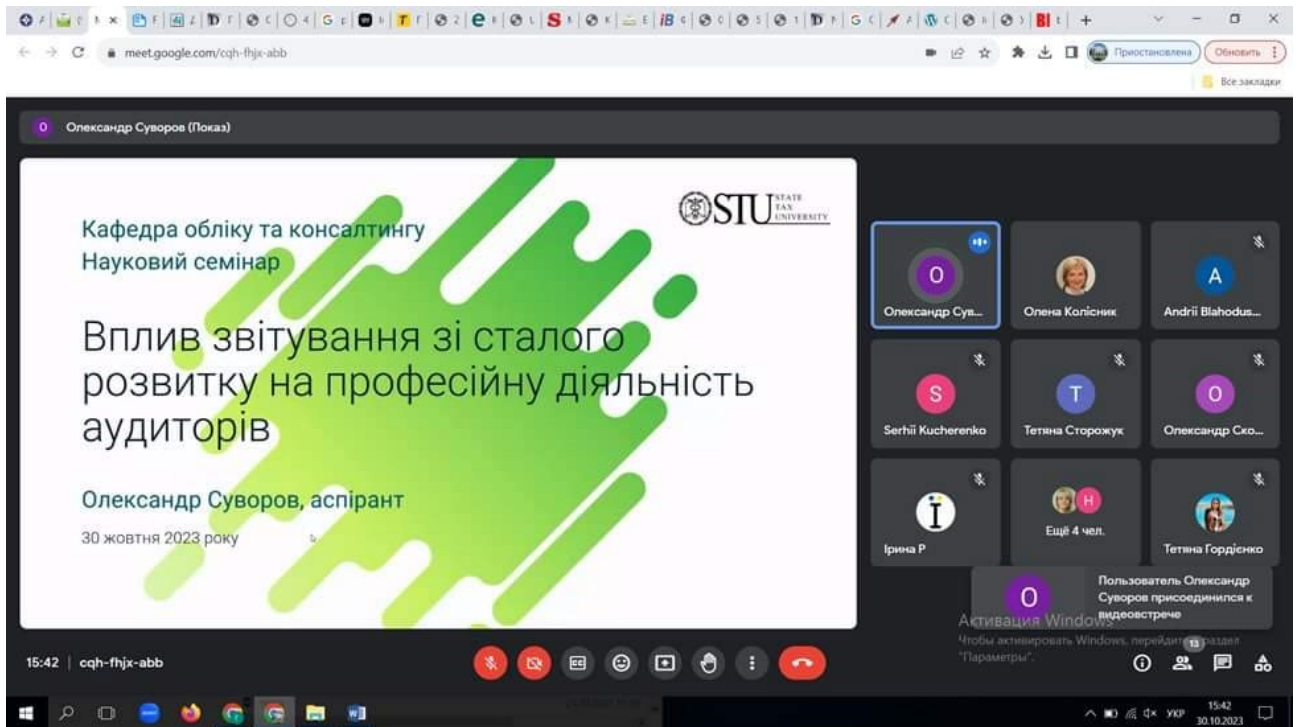 meet.google.com/cqh-fhjx-abb
Приостановлена
Обновить
Все закладки
О
Олександр Суворов (Показ)
STU STATE
TAX
UNIVERSITY
Кафедра обліку та консалтингу
Науковий семінар
Вплив звітування зі сталого
розвитку на професійну діяльність
аудиторів
Олександр Суворов, аспірант
30 жовтня 2023 року
О
Олександр Сув...
Олена Колісник
A
Andrii Blahodus...
S
Serhii Kucherenko
Т
Тетяна Сторожук
О
Олександр Ско...
Ї
Ірина Р
Н
Ещё 4 чел.
Тетяна Гордієнко
О
Пользователь Олександр
Суворов присоединился к
видеовстрече
Активация Windows
Чтобы активировать Windows, перейдите раздел
"Параметры".
13
15:42 | cqh-fhjx-abb
УКР
15:42
30.10.2023